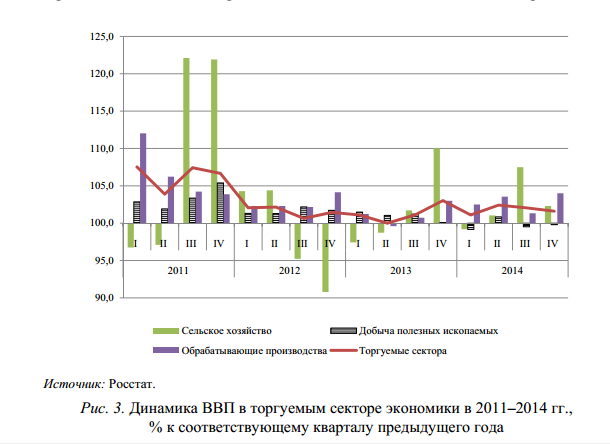 125,0
120,0
115,0
110,0
105,0
100,0
95,0
90,0
I II III IV I II III IV I II III IV I II III IV
2011 2012 2013 2014
Сельское хозяйство Добыча полезных ископаемых
Обрабатывающие производства Торгуемые сектора
Источник: Росстат.
Рис. 3. Динамика ВВП в торгуемым секторе экономики в 2011–2014 гг.,
% к соответствующему кварталу предыдущего года